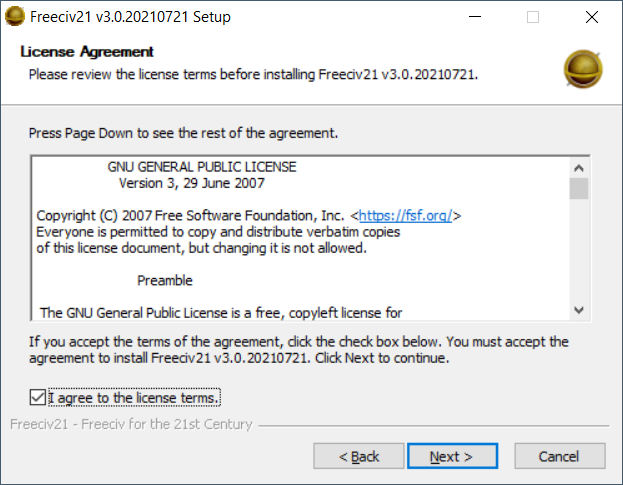 Freeciv21 v3.0.20210721 Setup
License Agreement
Please review the license terms before installing Freeciv21 v3.0.20210721.
Press Page Down to see the rest of the agreement.
GNU GENERAL PUBLIC LICENSE
Version 3, 29 June 2007
Copyright (C) 2007 Free Software Foundation, Inc. <https://fsf.org/>
Everyone is permitted to copy and distribute verbatim copies
of this license document, but changing it is not allowed.
Preamble
The GNU General Public License is a free, copyleft license for
If you accept the terms of the agreement, click the check box below. You must accept the
agreement to install Freeciv21 v3.0.20210721. Click Next to continue.
I agree to the license terms.
Freeciv21 - Freeciv for the 21st Century
< Back
Next >
Cancel